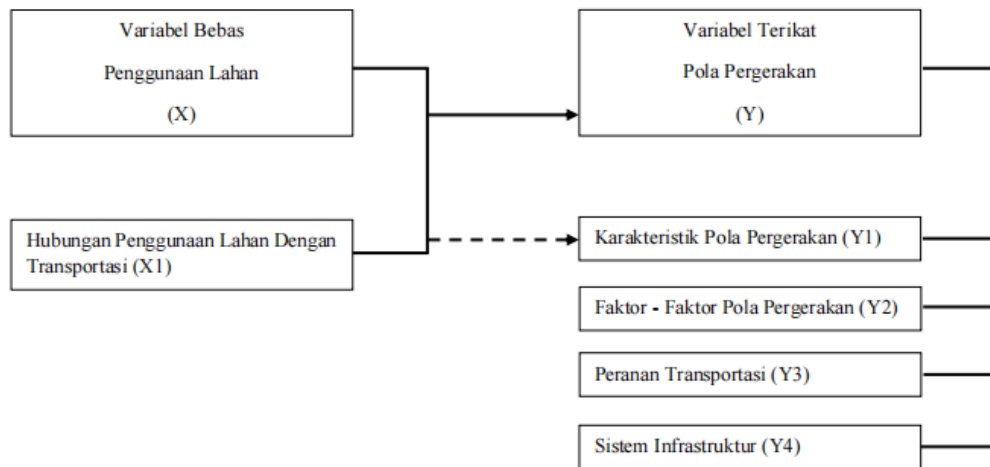 Variabel Bebas
Penggunaan Lahan
(X)
Variabel Terikat
Pola Pergerakan
(Y)
Hubungan Penggunaan Lahan Dengan
Transportasi (X1)
Karakteristik Pola Pergerakan (Y1)
Faktor - Faktor Pola Pergerakan (Y2)
Peranan Transportasi (Y3)
Sistem Infrastruktur (Y4)